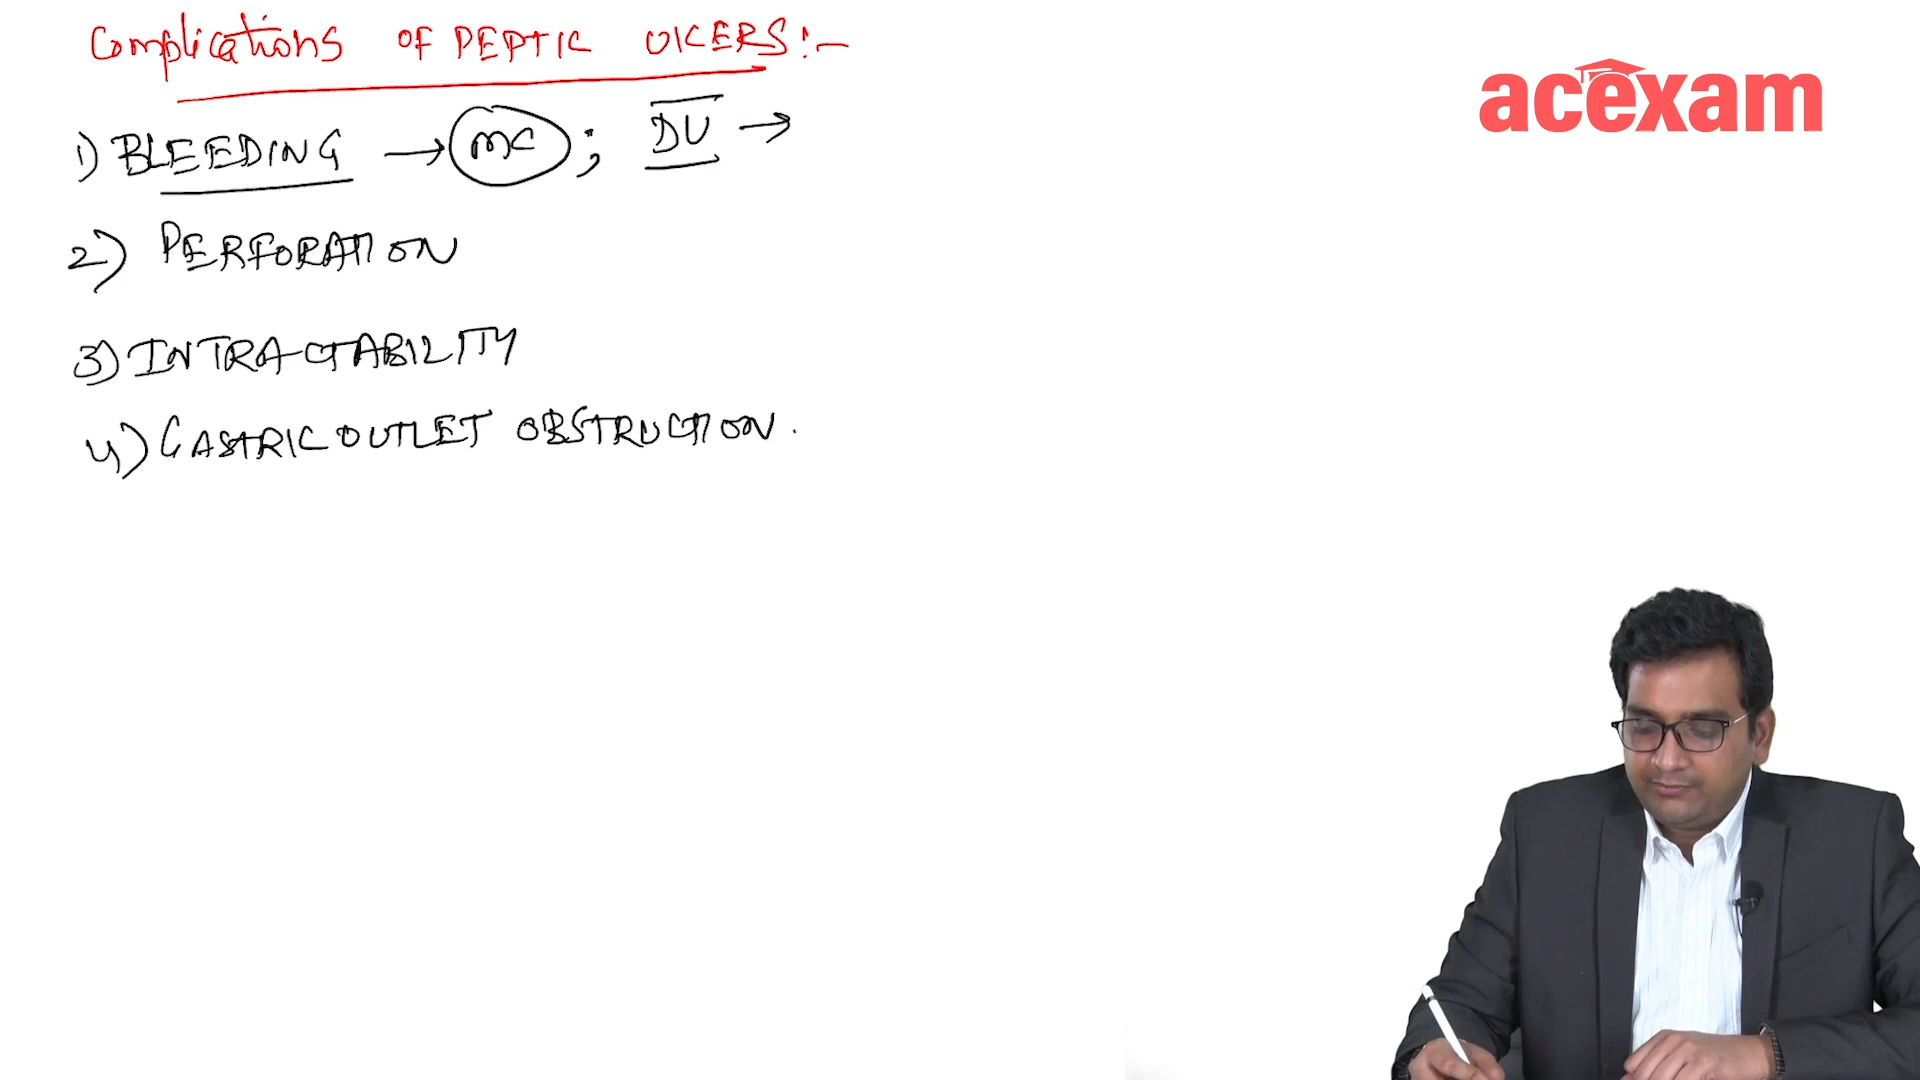 Complications OF PEPTIC ULCERS:-
1) BLEEDING → MC ; DU →
2) PERFORATION
3) INTRACTABILITY
4) GASTRIC OUTLET OBSTRUCTION.
acexam